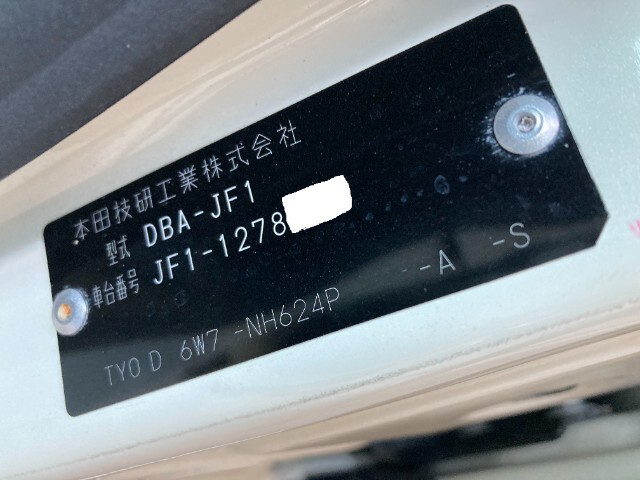 本田技研工業株式会社
型式 DBA-JF1
車台番号 JF1-1278
TY0 D 6W7 -NH624P -A -S